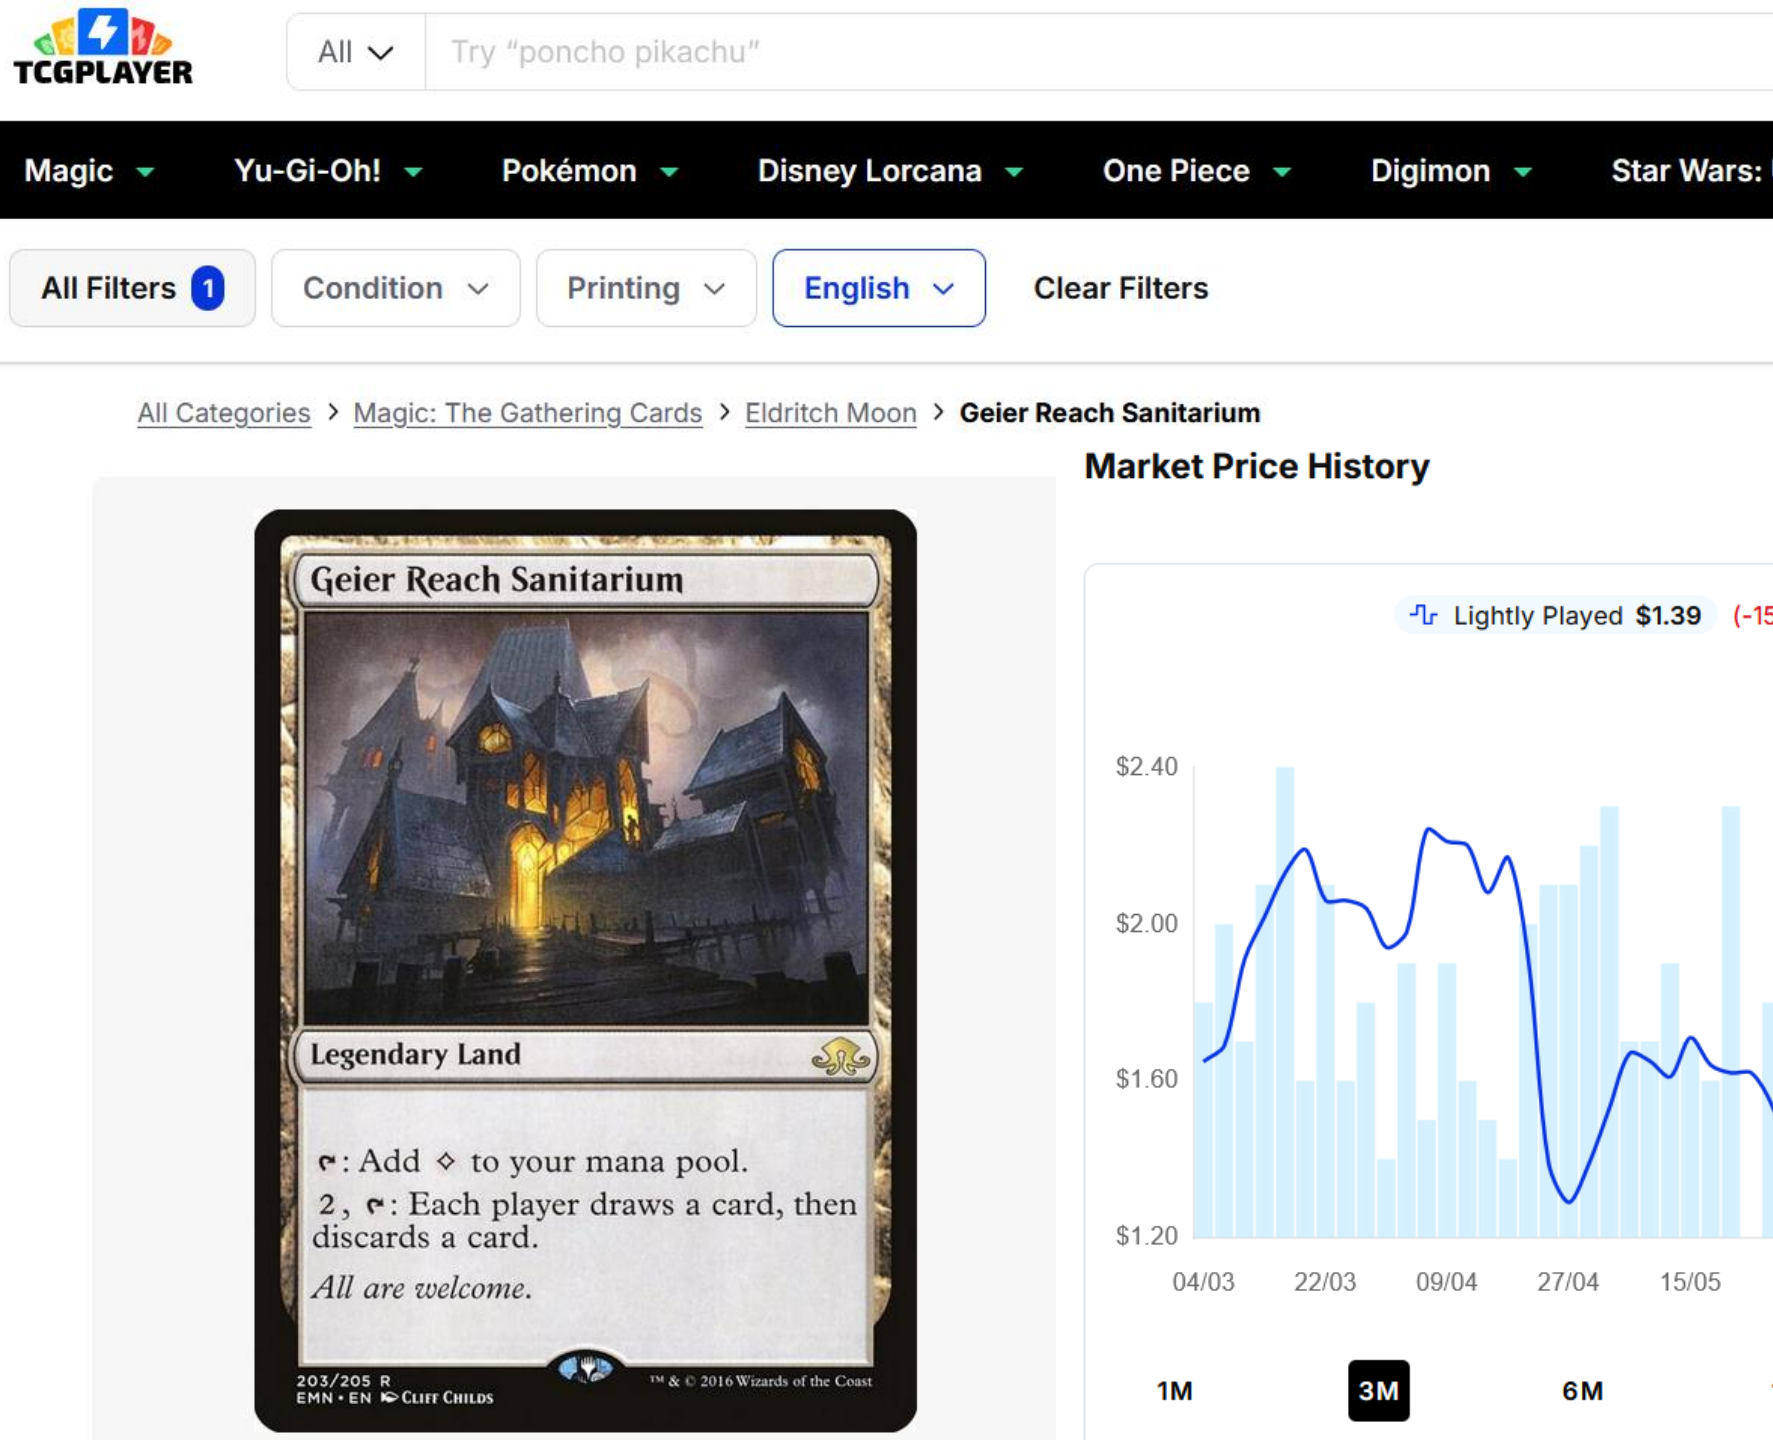 TCGPLAYER
All
Try “poncho pikachu”
Magic Yu-Gi-Oh! Pokémon Disney Lorcana One Piece Digimon Star Wars:
All Filters 1 Condition Printing English Clear Filters
All Categories > Magic: The Gathering Cards > Eldritch Moon > Geier Reach Sanitarium
Market Price History
Geier Reach Sanitarium
Legendary Land
: Add to your mana pool.
2, : Each player draws a card, then
discards a card.
All are welcome.
203/205 R
EMN • EN CLIFF CHILDS
™ & © 2016 Wizards of the Coast
Lightly Played $1.39 (-15
$2.40
$2.00
$1.60
$1.20
04/03 22/03 09/04 27/04 15/05
1M 3M 6M